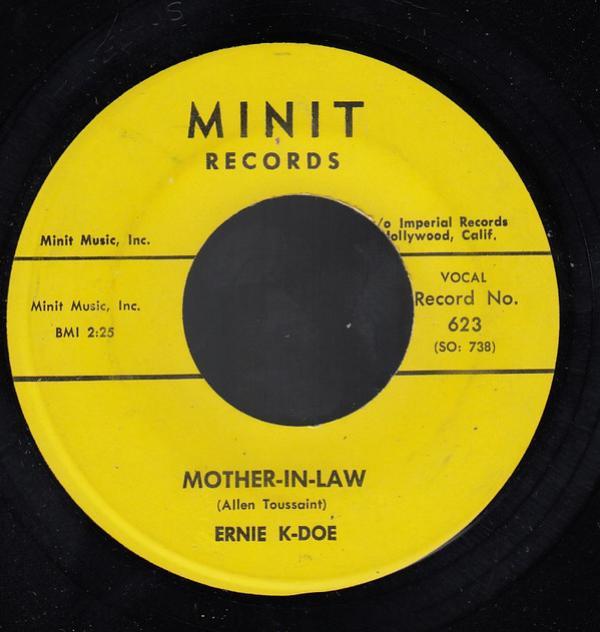 MINIT
RECORDS
Minit Music, Inc.
/o Imperial Records
ollywood, Calif.
Minit Music, Inc.
BMI 2:25
VOCAL
Record No.
623
(SO: 738)
MOTHER-IN-LAW
(Allen Toussaint)
ERNIE K-DOE